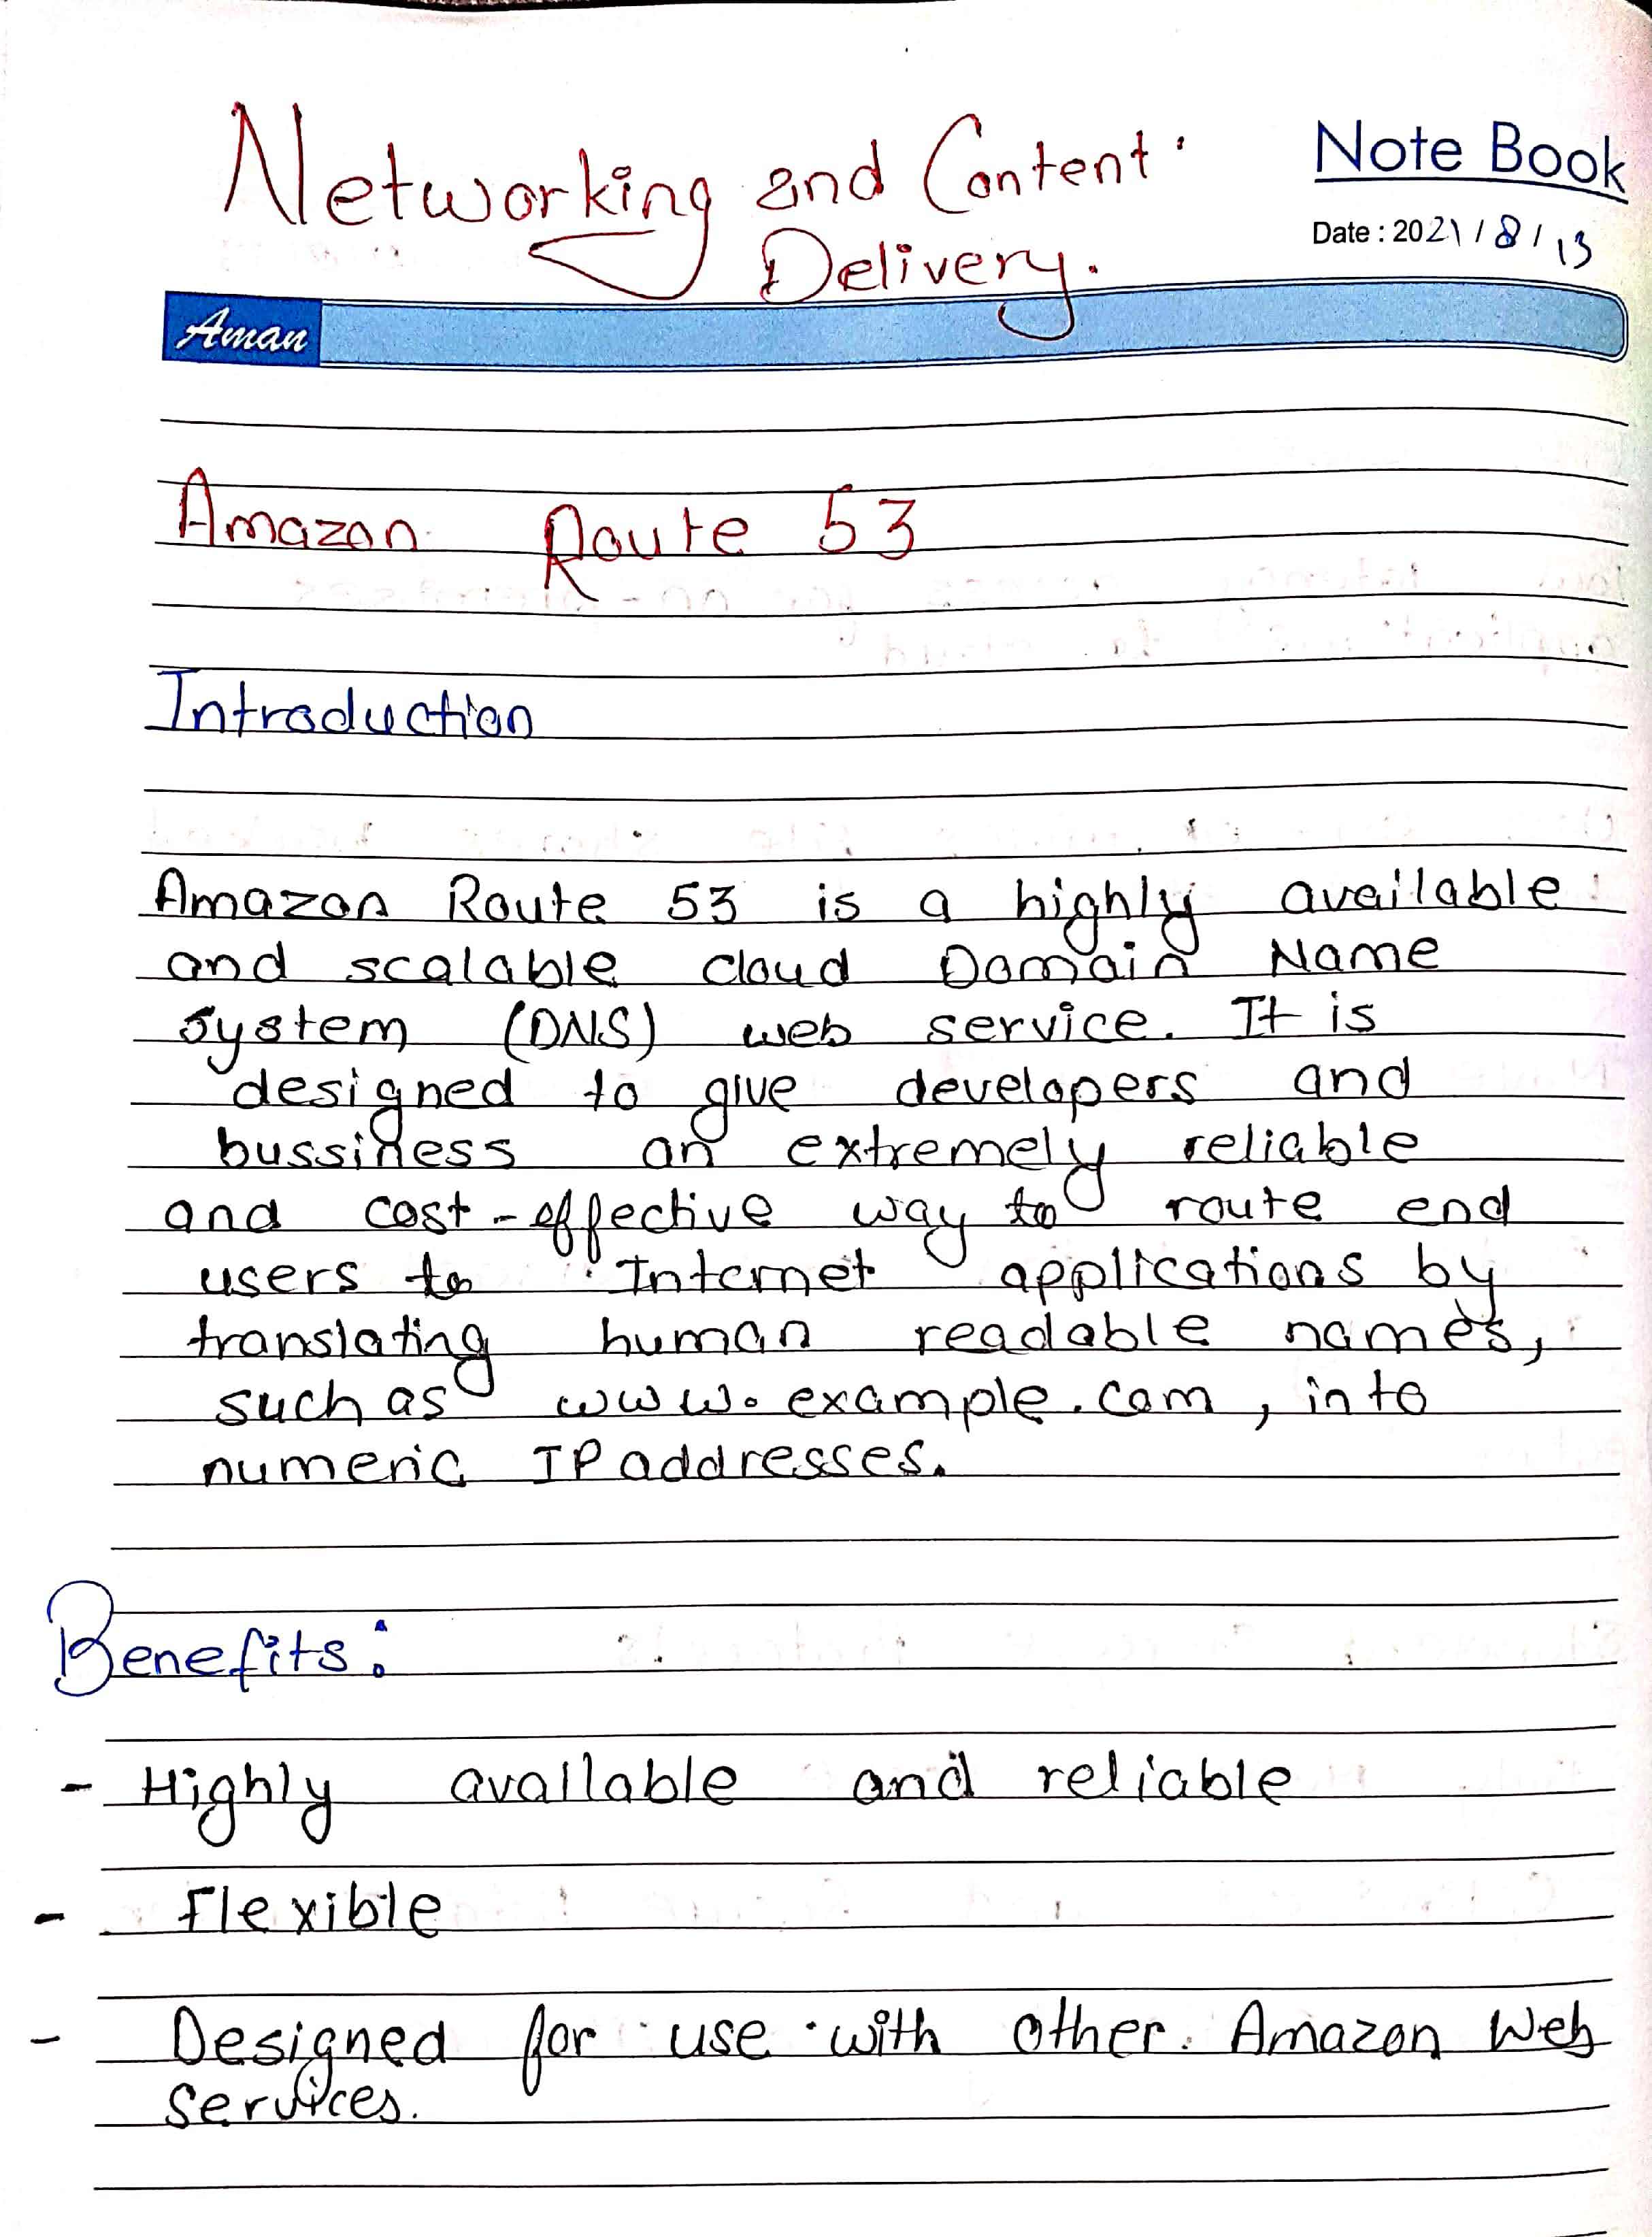 Networking and Content
Delivery.
Note Book
Date : 2021 / 8 / 13
Aman
Amazon Route 53
Introduction
Amazon Route 53 is a highly available
and scalable cloud Domain Name
System (DNS) web service. It is
designed to give developers and
bussiness an extremely reliable
and cost-effective way to route end
users to Internet applications by
translating human readable names,
such as www.example.com, into
numeric IP addresses.
Benefits:
- Highly available and reliable
- Flexible
- Designed for use with other Amazon Web
Services.